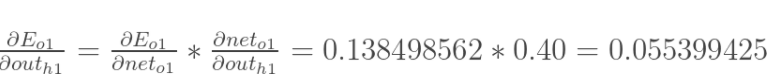 ∂E_{o1}/∂out_{h1} = ∂E_{o1}/∂net_{o1} * ∂net_{o1}/∂out_{h1} = 0.138498562 * 0.40 = 0.055399425